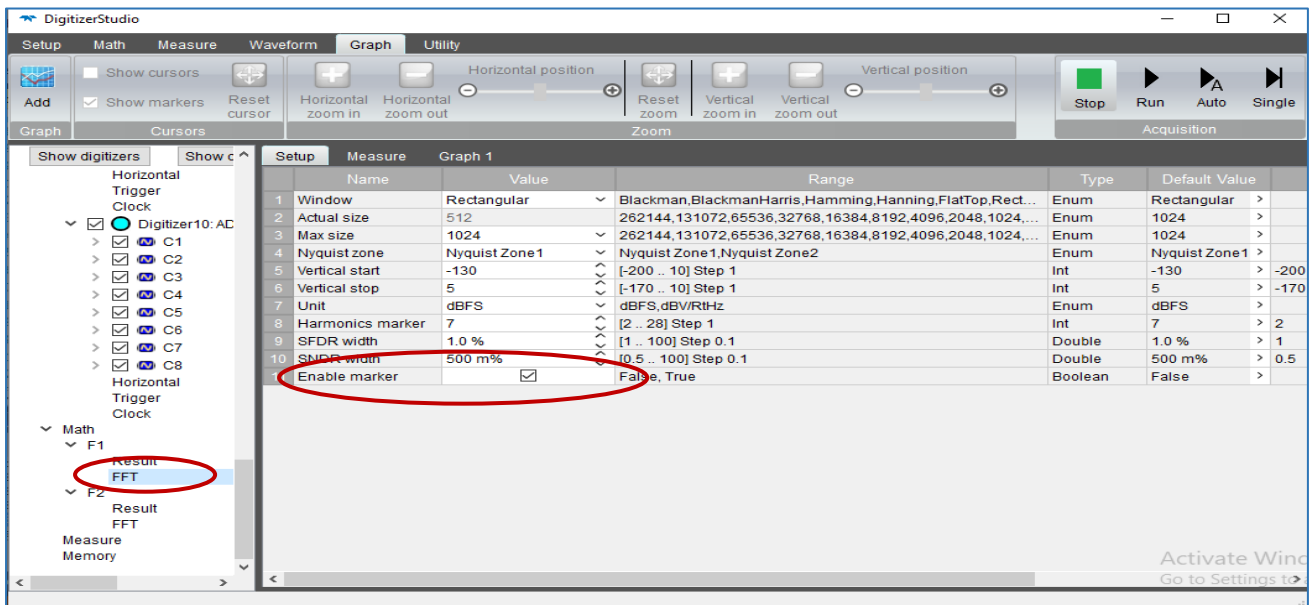 DigitizerStudio
Setup Math Measure Waveform Graph Utility
Add
Graph
Show cursors
Show markers
Reset cursor
Cursors
Horizontal zoom in
Horizontal zoom out
Horizontal position
Reset zoom
Vertical zoom in
Vertical zoom out
Vertical position
Zoom
Stop
Run
A
Auto
Single
Acquisition
Show digitizers Show
Horizontal
Trigger
Clock
Digitizer10: AD
C1
C2
C3
C4
C5
C6
C7
C8
Horizontal
Trigger
Clock
Math
F1
Result
FFT
F2
Result
FFT
Measure
Memory
Setup Measure Graph 1
Name Value Range Type Default Value
1 Window Rectangular Blackman,BlackmanHarris,Hamming,Hanning,FlatTop,Rect... Enum Rectangular >
2 Actual size 512 262144,131072,65536,32768,16384,8192,4096,2048,1024,... Enum 1024 >
3 Max size 1024 262144,131072,65536,32768,16384,8192,4096,2048,1024,... Enum 1024 >
4 Nyquist zone Nyquist Zone1 Nyquist Zone1,Nyquist Zone2 Enum Nyquist Zone1 >
5 Vertical start -130 [-200 .. 10] Step 1 Int -130 > -200
6 Vertical stop 5 [-170 .. 10] Step 1 Int 5 > -170
7 Unit dBFS dBFS,dBV/RtHz Enum dBFS >
8 Harmonics marker 7 [2 .. 28] Step 1 Int 7 > 2
9 SFDR width 1.0 % [1 .. 100] Step 0.1 Double 1.0 % > 1
10 SNDR width 500 m% [0.5 .. 100] Step 0.1 Double 500 m% > 0.5
Enable marker False, True Boolean False >
Activate Wind
Go to Settings to